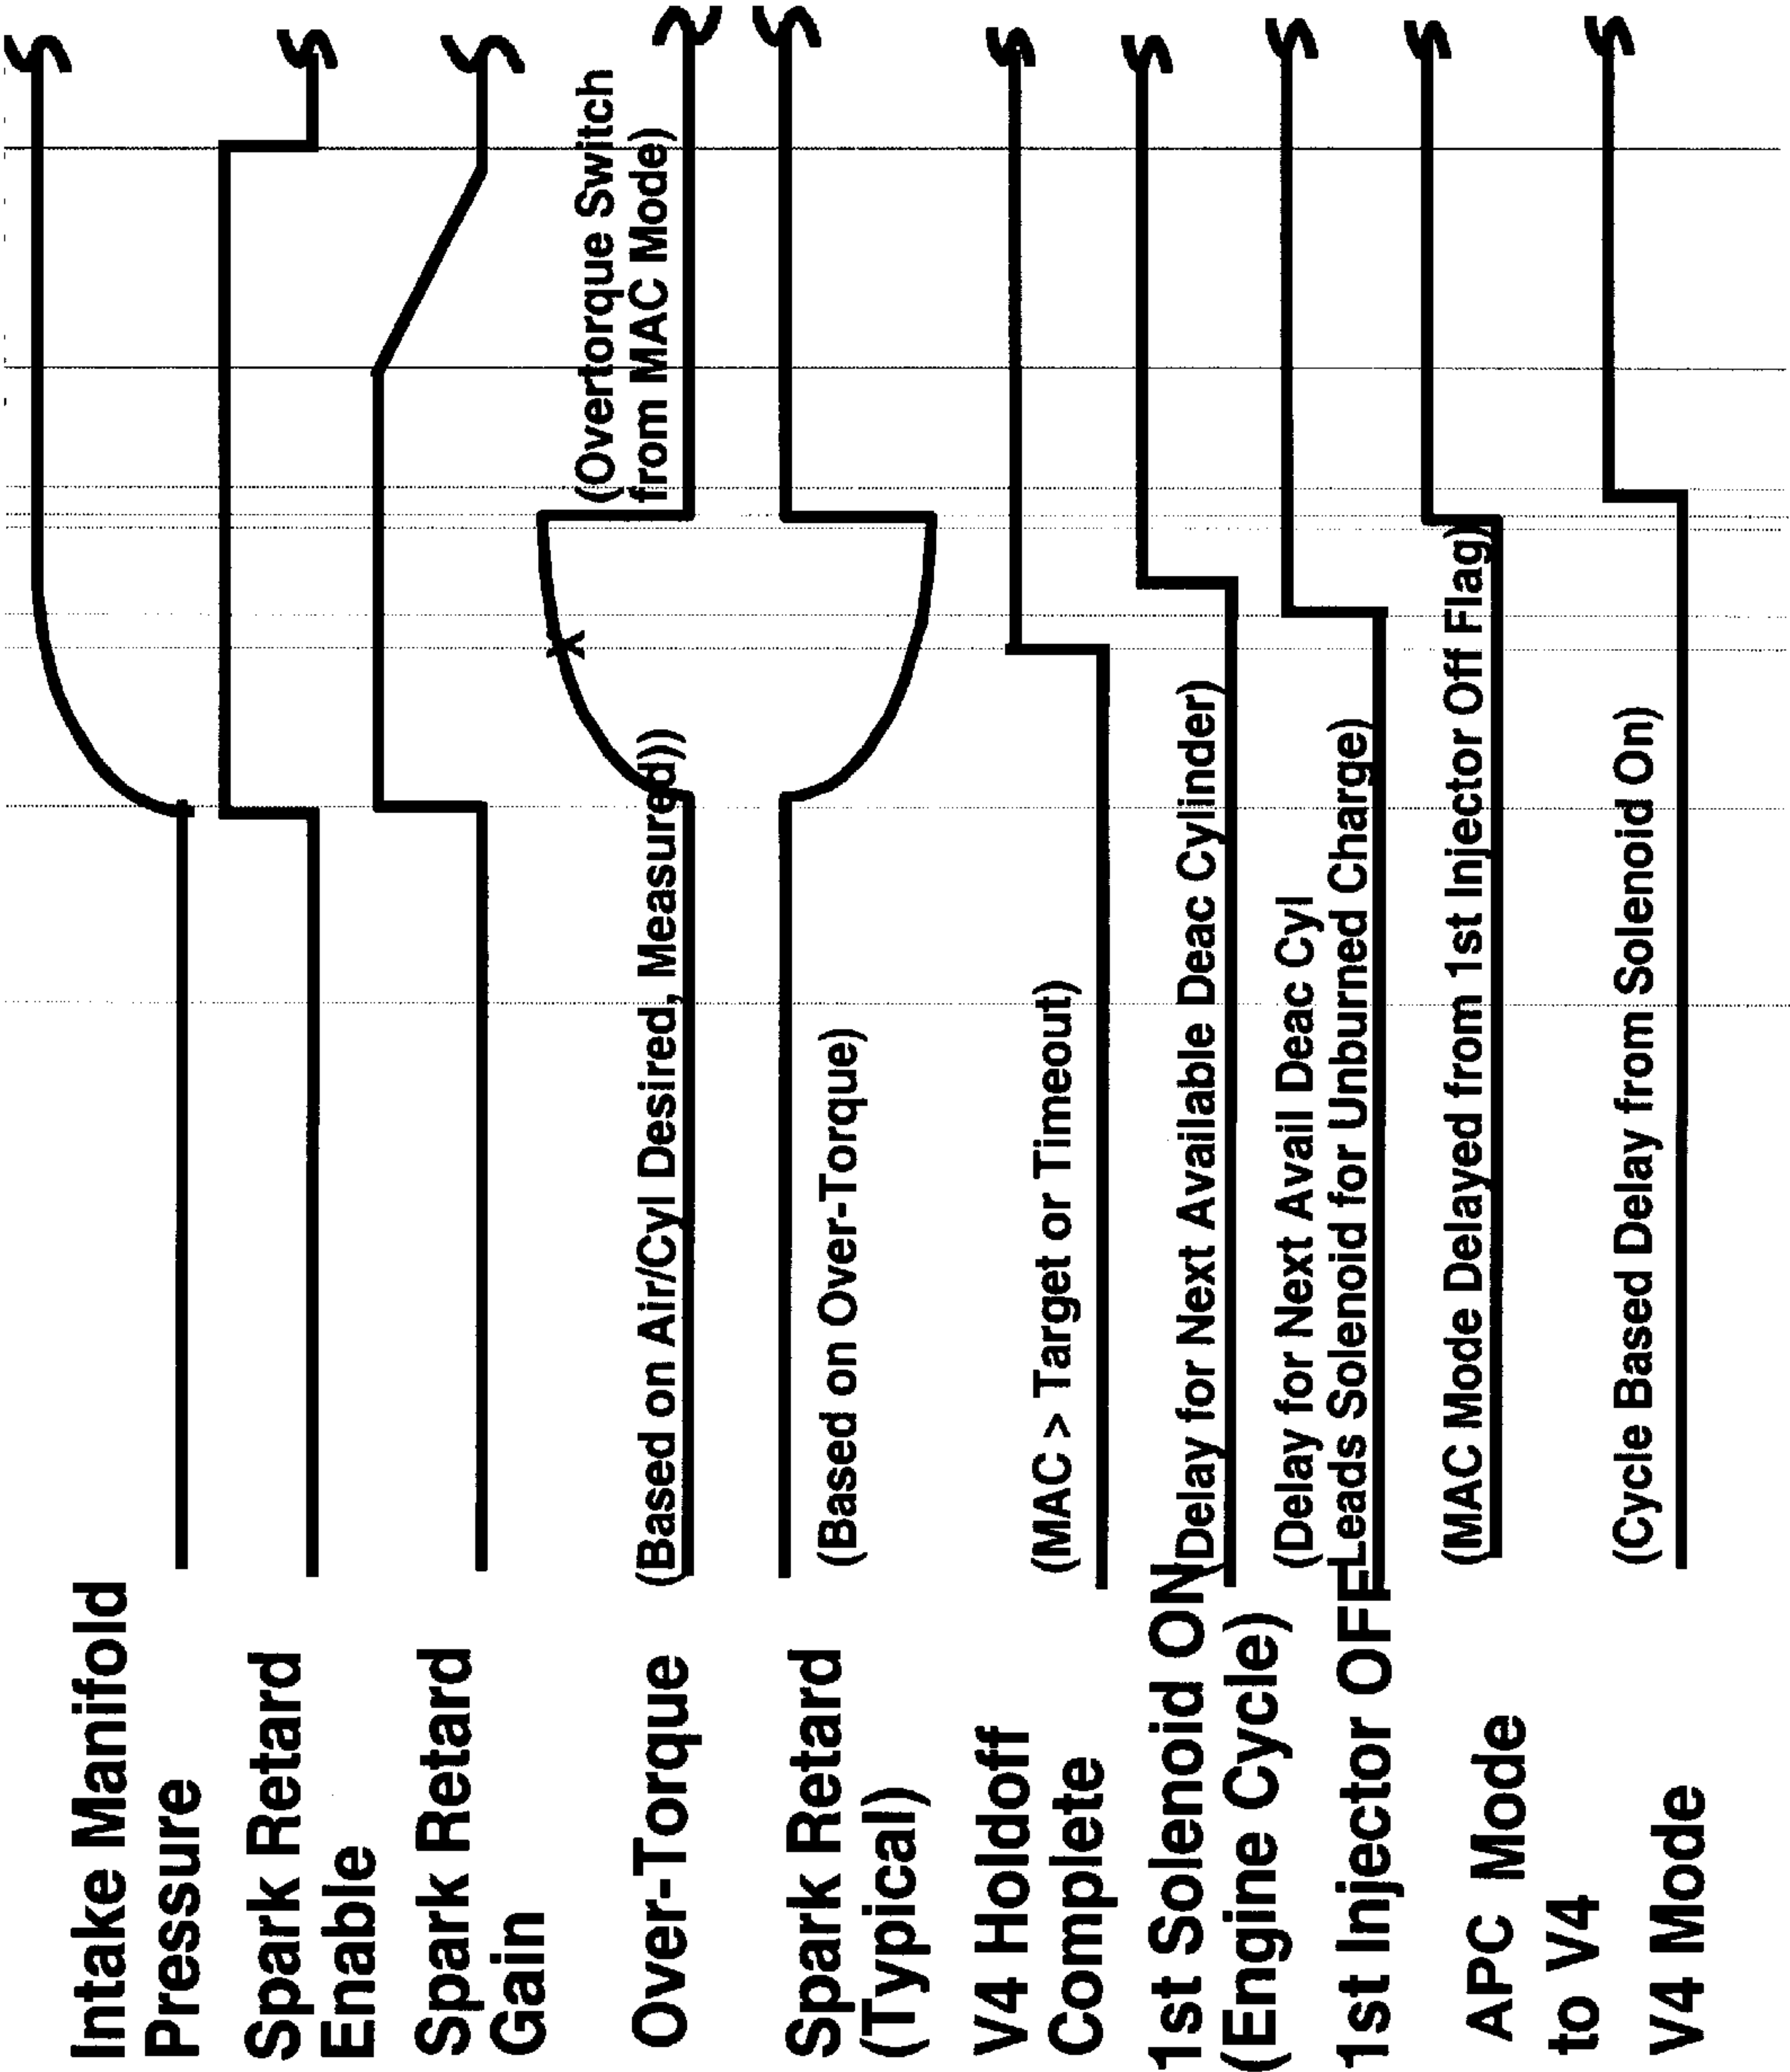 Intake Manifold
Pressure
Spark Retard
Enable
Spark Retard
Gain
(Overtorque Switch
from MAC Mode)
Over-Torque
(Based on Air/Cyl Desired, Measured))
x
Spark Retard
(Typical)
(Based on Over-Torque)
V4 Holdoff
Complete
(MAC > Target or Timeout)
1st Solenoid ON
(Engine Cycle)
(Delay for Next Available Deac Cylinder)
1st Injector OFF
(Delay for Next Avail Deac Cyl
Leads Solenoid for Unburned Charge)
APC Mode
to V4
(MAC Mode Delayed from 1st Injector Off Flag)
V4 Mode
(Cycle Based Delay from Solenoid On)